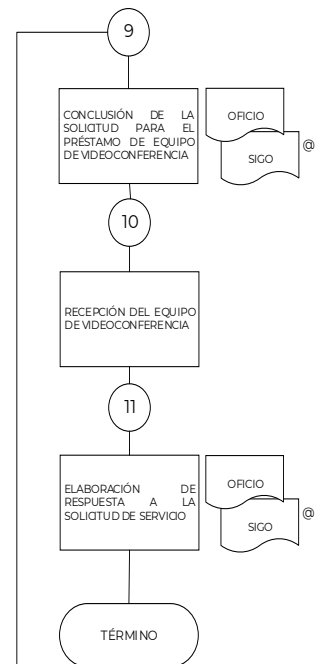 9
CONCLUSIÓN DE LA
SOLICITUD PARA EL
PRÉSTAMO DE EQUIPO
DE VIDEOCONFERENCIA
OFICIO
SIGO
@
10
RECEPCIÓN DEL EQUIPO
DE VIDEOCONFERENCIA
11
ELABORACIÓN DE
RESPUESTA A LA
SOLICITUD DE SERVICIO
OFICIO
SIGO
@
TÉRMINO